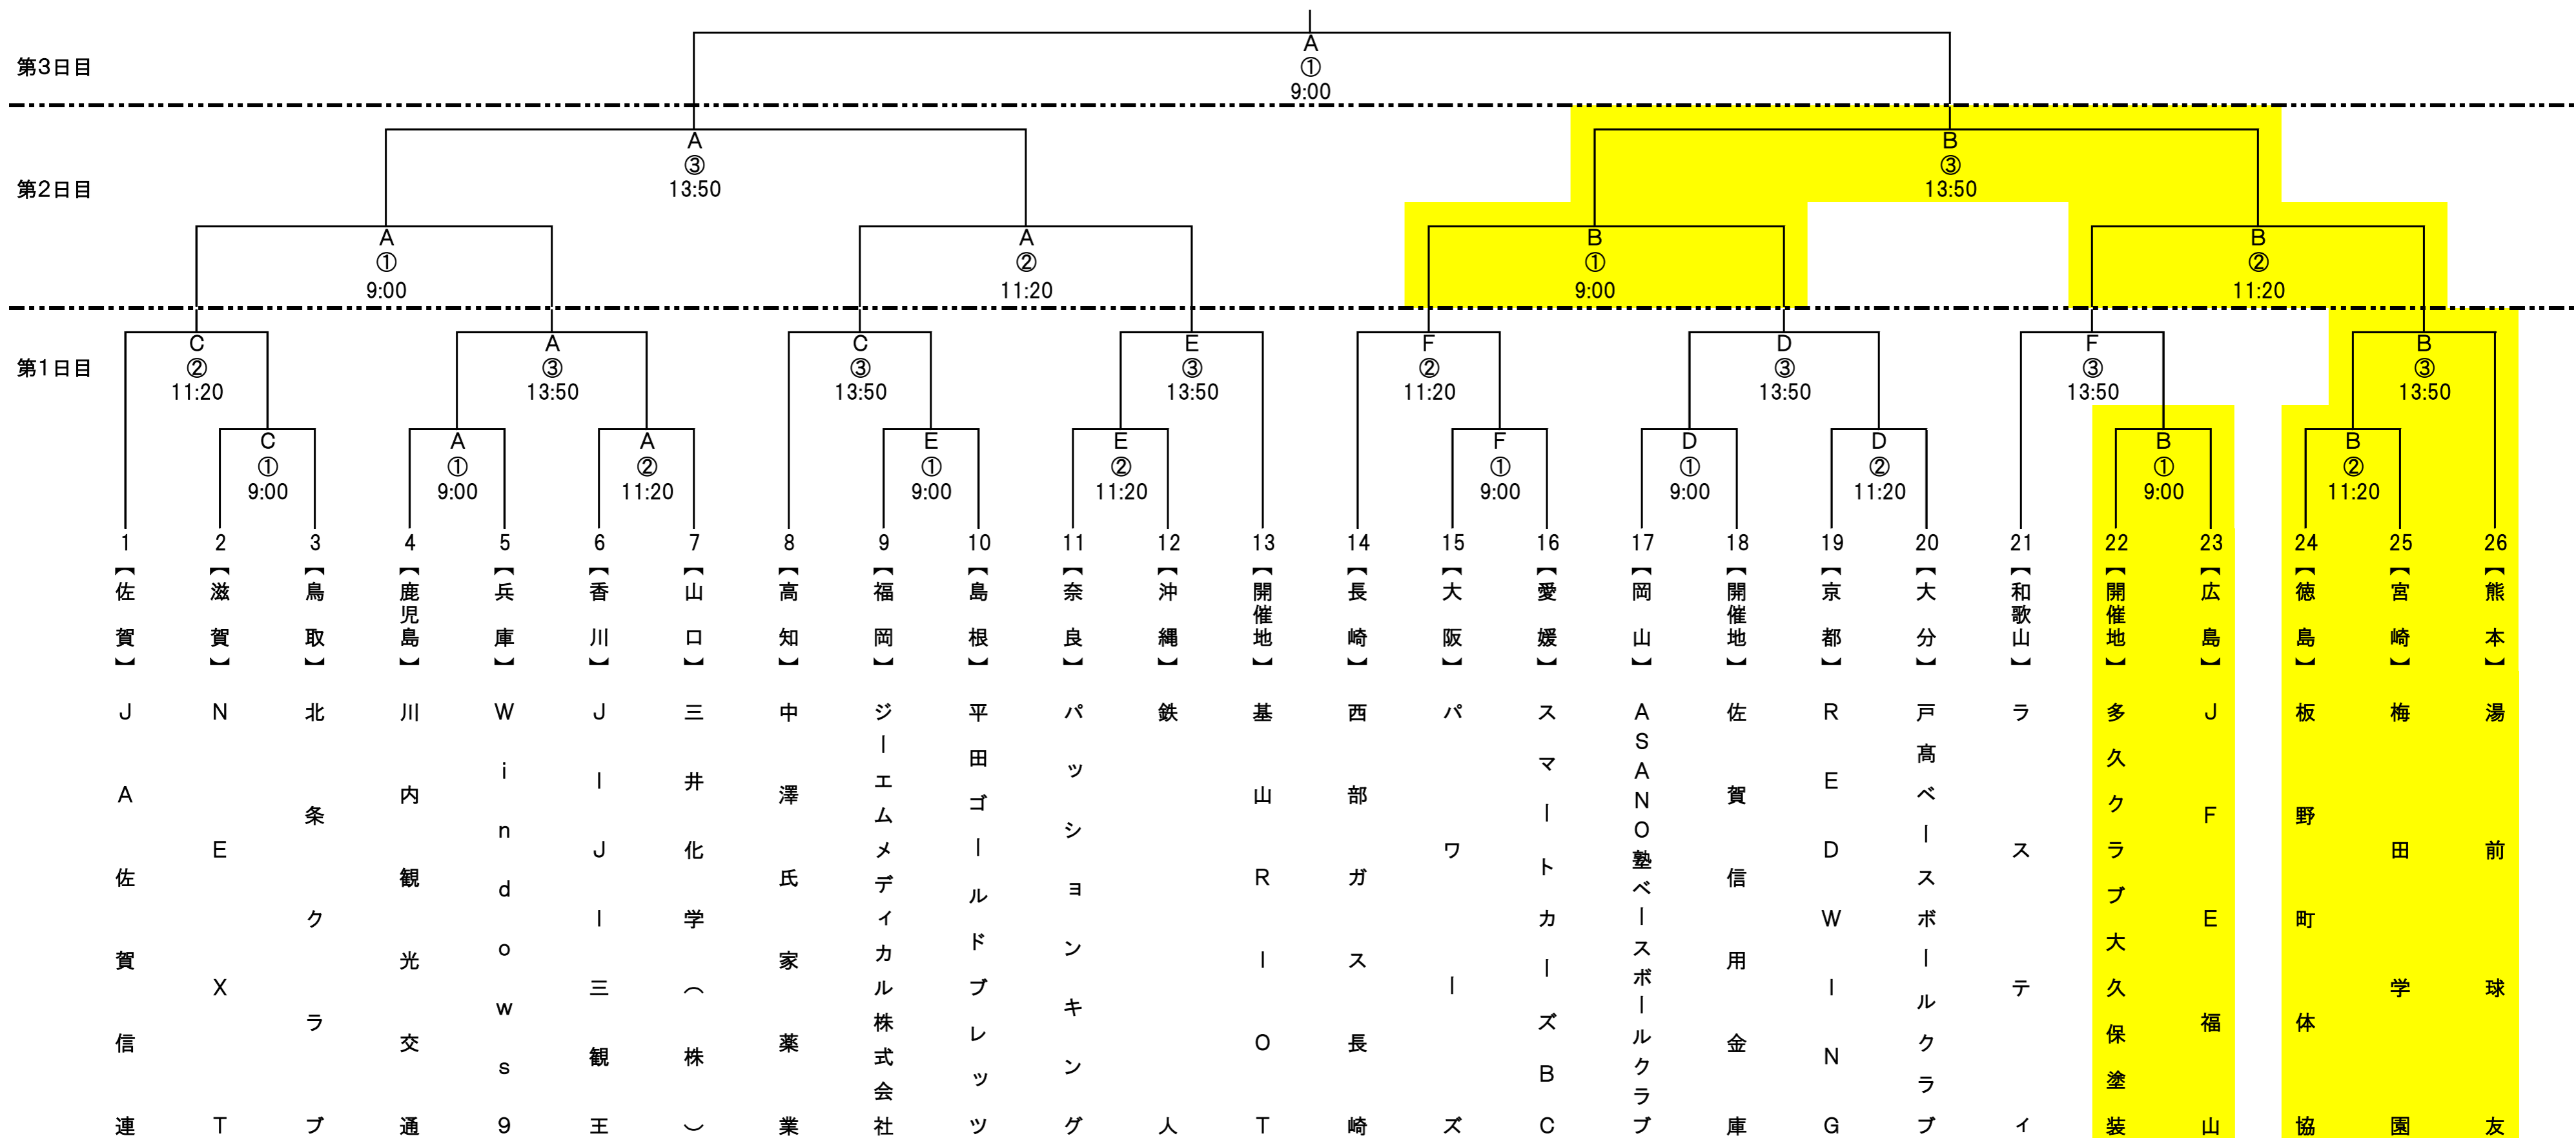 A
第3日目
①
9:00
A
B
③
③
第2日目
13:50
13:50
A
A
B
B
①
②
①
②
9:00
11:20
9:00
11:20
C
A
C
E
F
D
F
B
第1日目
②
③
③
③
②
③
③
③
11:20
13:50
13:50
13:50
11:20
13:50
13:50
13:50
C
A
A
E
E
F
D
D
B
B
①
①
②
①
②
①
①
②
①
②
9:00
9:00
11:20
9:00
11:20
9:00
9:00
11:20
9:00
11:20
1【佐賀】JA佐賀信連
2【滋賀】NEXT
3【鳥取】北条クラブ
4【鹿児島】川内観光交通
5【兵庫】Windows9
6【香川】JIJI三観王
7【山口】三井化学(株)
8【高知】中澤氏家薬業
9【福岡】ジーエムメディカル株式会社
10【島根】平田ゴールドブレッツ
11【奈良】パッションキング
12【沖縄】鉄人
13【開催地】基山RIOT
14【長崎】西部ガス長崎
15【大阪】パワーズ
16【愛媛】スマートカーズBC
17【岡山】ASANO塾ベースボールクラブ
18【開催地】佐賀信用金庫
19【京都】REDWING
20【大分】戸髙ベースボールクラブ
21【和歌山】ラスティ
22【開催地】多久クラブ大久保塗装
23【広島】JFE福山
24【徳島】板野町体協
25【宮崎】梅田学園
26【熊本】湯前球友